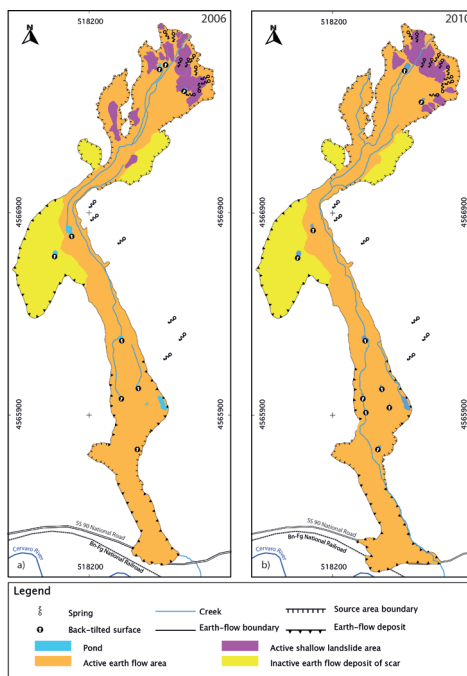 518200
2006
518200
2010
N
N
4566900
4566900
4566900
4565900
4565900
4565900
SS 90 National Road
Bn-Fg National Railroad
Cervaro River
a)
SS 90 National Road
Bn-Fg National Railroad
Cervaro River
b)
518200
518200
Legend
Spring
Creek
Source area boundary
Back-tilted surface
Earth-flow boundary
Earth-flow deposit
Pond
Active shallow landslide area
Active earth flow area
Inactive earth flow deposit of scar